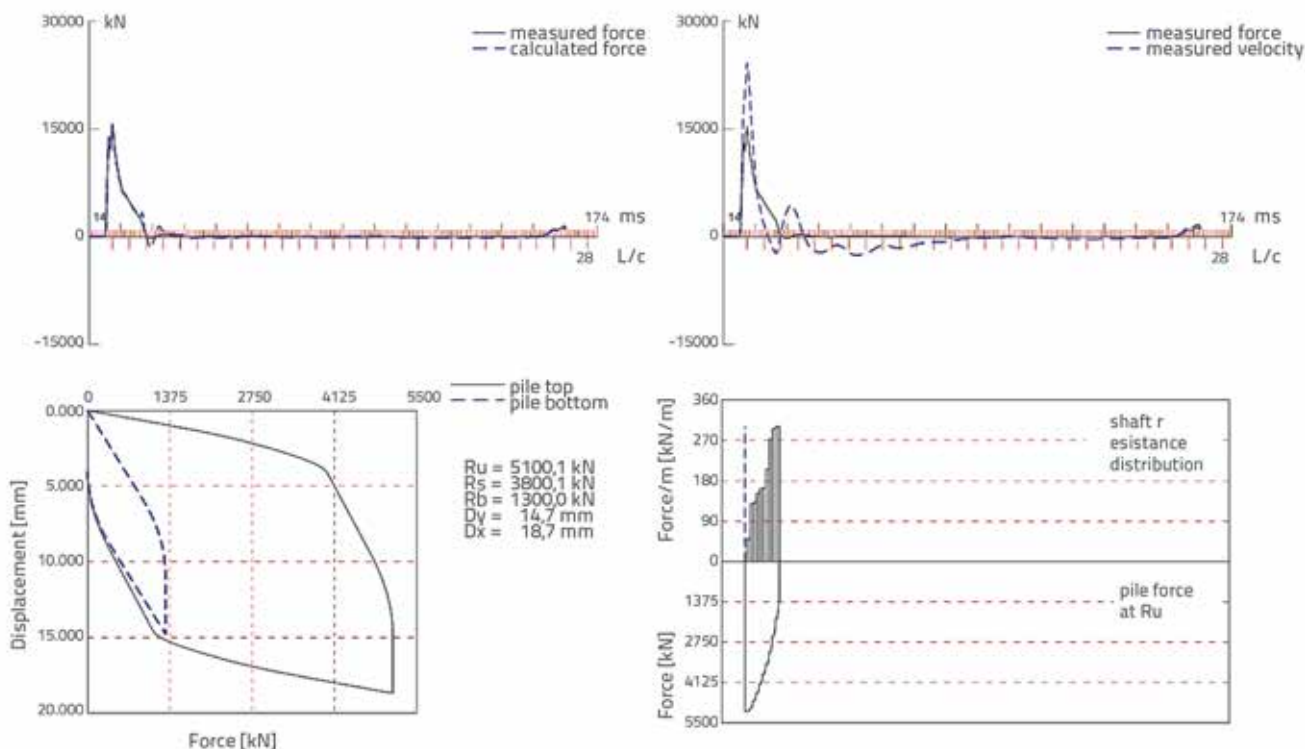 30000
kN
measured force
calculated force
15000
14
174 ms
0
28
L/c
-15000
30000
kN
measured force
measured velocity
15000
14
174 ms
0
28
L/c
-15000
0
1375
2750
4125
5500
pile top
pile bottom
0.000
5.000
10.000
15.000
20.000
Displacement [mm]
Force [kN]
Ru = 5100,1 kN
Rs = 3800,1 kN
Rb = 1300,0 kN
Dy = 14,7 mm
Dx = 18,7 mm
360
270
180
90
0
Force/m [kN/m]
shaft r
esistance
distribution
1375
2750
4125
5500
Force [kN]
pile force
at Ru